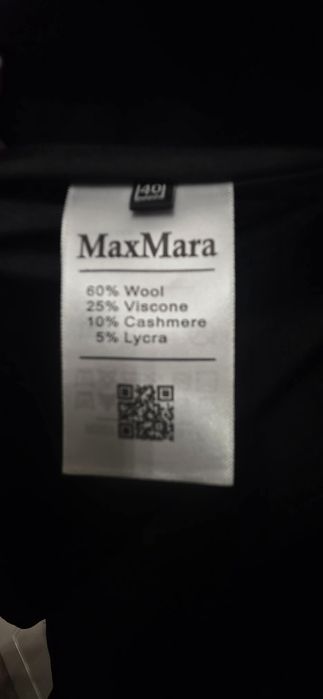 40
MaxMara
60% Wool
25% Viscone
10% Cashmere
5% Lycra